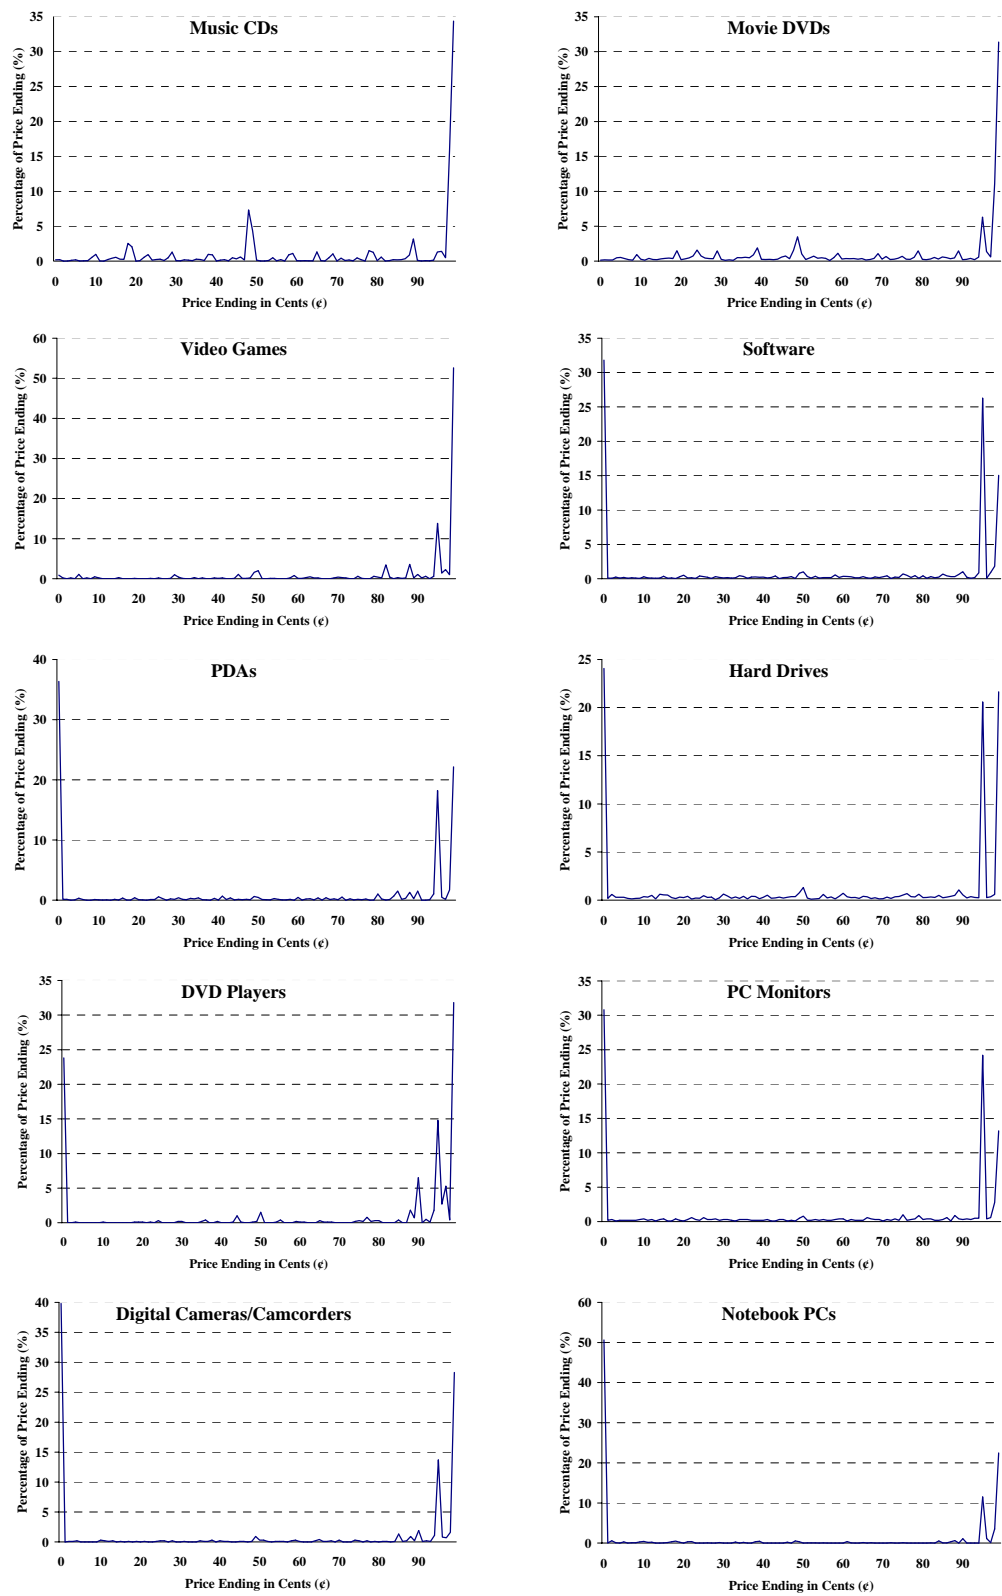 Music CDs
Percentage of Price Ending (%)
35
30
25
20
15
10
5
0
0 10 20 30 40 50 60 70 80 90
Price Ending in Cents (¢)
Movie DVDs
Percentage of Price Ending (%)
35
30
25
20
15
10
5
0
0 10 20 30 40 50 60 70 80 90
Price Ending in Cents (¢)
Video Games
Percentage of Price Ending (%)
60
50
40
30
20
10
0
0 10 20 30 40 50 60 70 80 90
Price Ending in Cents (¢)
Software
Percentage of Price Ending (%)
35
30
25
20
15
10
5
0
0 10 20 30 40 50 60 70 80 90
Price Ending in Cents (¢)
PDAs
Percentage of Price Ending (%)
40
30
20
10
0
0 10 20 30 40 50 60 70 80 90
Price Ending in Cents (¢)
Hard Drives
Percentage of Price Ending (%)
25
20
15
10
5
0
0 10 20 30 40 50 60 70 80 90
Price Ending in Cents (¢)
DVD Players
Percentage of Price Ending (%)
35
30
25
20
15
10
5
0
0 10 20 30 40 50 60 70 80 90
Price Ending in Cents (¢)
PC Monitors
Percentage of Price Ending (%)
35
30
25
20
15
10
5
0
0 10 20 30 40 50 60 70 80 90
Price Ending in Cents (¢)
Digital Cameras/Camcorders
Percentage of Price Ending (%)
40
35
30
25
20
15
10
5
0
0 10 20 30 40 50 60 70 80 90
Price Ending in Cents (¢)
Notebook PCs
Percentage of Price Ending (%)
60
50
40
30
20
10
0
0 10 20 30 40 50 60 70 80 90
Price Ending in Cents (¢)